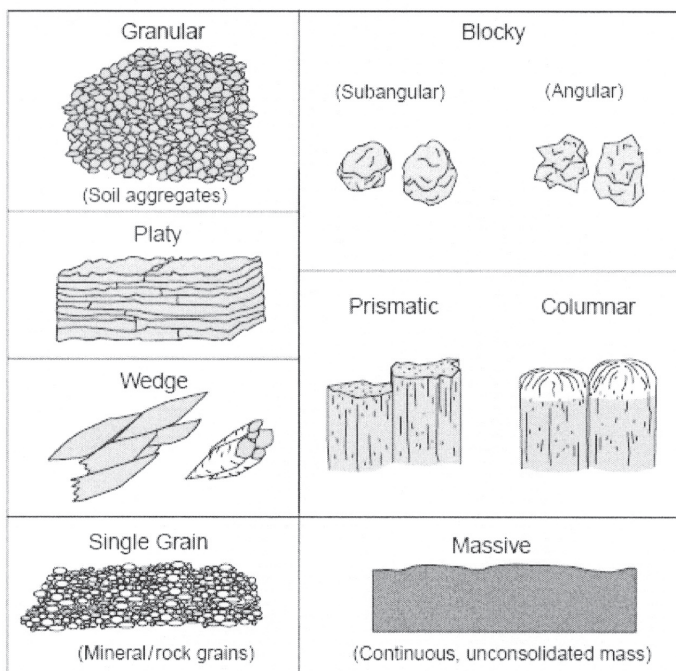 Granular
(Soil aggregates)
Blocky
(Subangular) (Angular)
Platy
Prismatic Columnar
Wedge
Single Grain
(Mineral/rock grains)
Massive
(Continuous, unconsolidated mass)